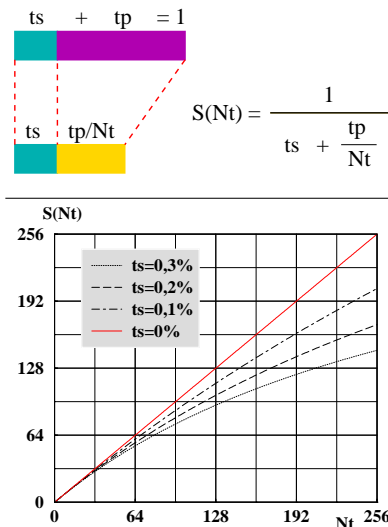 ts + tp = 1
ts tp/Nt
S(Nt) = 1 / ts + tp / Nt
S(Nt)
256
192
128
64
0
ts=0,3%
ts=0,2%
ts=0,1%
ts=0%
0 64 128 192 256
Nt